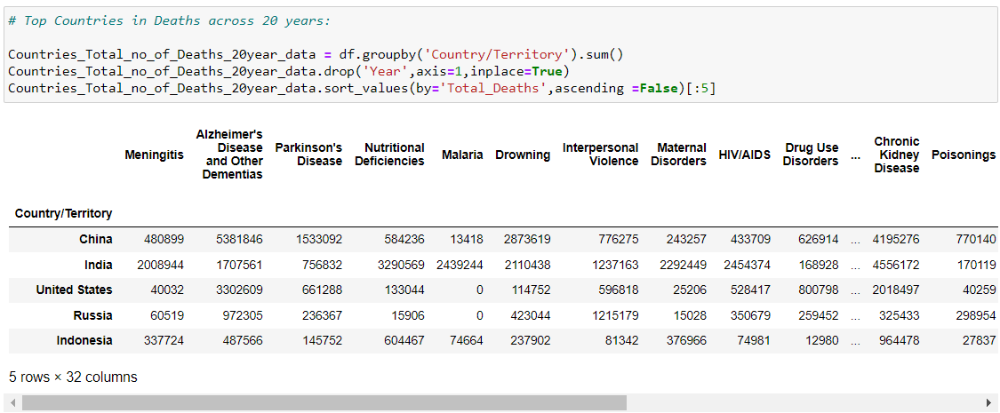 # Top Countries in Deaths across 20 years:
Countries_Total_no_of_Deaths_20year_data = df.groupby('Country/Territory').sum()
Countries_Total_no_of_Deaths_20year_data.drop('Year',axis=1,inplace=True)
Countries_Total_no_of_Deaths_20year_data.sort_values(by='Total_Deaths',ascending =False)[:5]
Meningitis Alzheimer's Disease and Other Dementias Parkinson's Disease Nutritional Deficiencies Malaria Drowning Interpersonal Violence Maternal Disorders HIV/AIDS Drug Use Disorders ... Chronic Kidney Disease Poisonings
Country/Territory
China 480899 5381846 1533092 584236 13418 2873619 776275 243257 433709 626914 ... 4195276 770140
India 2008944 1707561 756832 3290569 2439244 2110438 1237163 2292449 2454374 168928 ... 4556172 170119
United States 40032 3302609 661288 133044 0 114752 596818 25206 528417 800798 ... 2018497 40259
Russia 60519 972305 236367 15906 0 423044 1215179 15028 350679 259452 ... 325433 298954
Indonesia 337724 487566 145752 604467 74664 237902 81342 376966 74981 12980 ... 964478 27837
5 rows × 32 columns